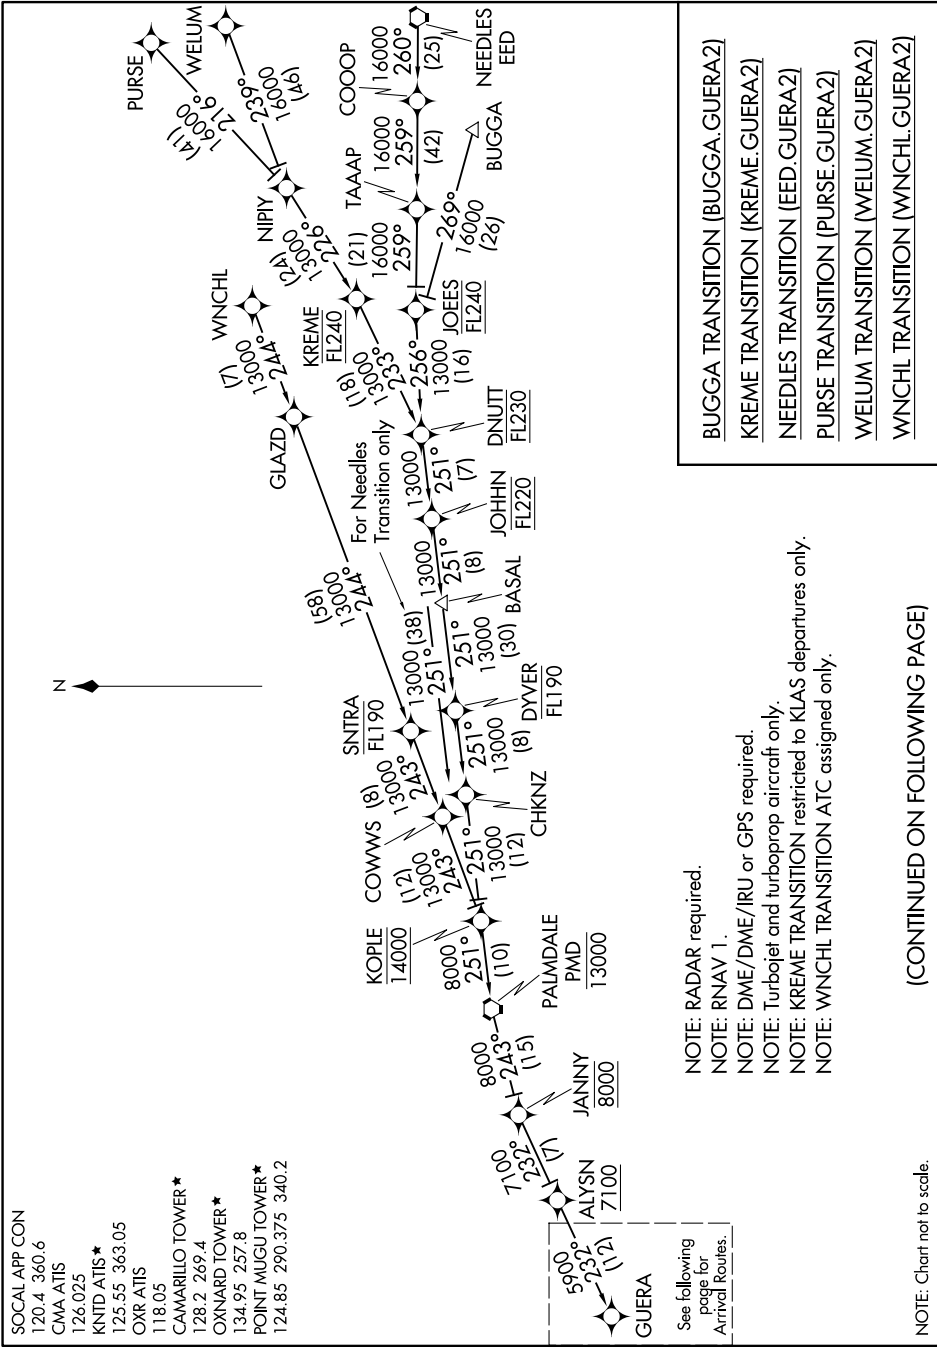 SOCAL APP CON
120.4 360.6
CMA ATIS
126.025
KNTD ATIS★
125.55 363.05
OXR ATIS
118.05
CAMARILLO TOWER★
128.2 269.4
OXNARD TOWER★
134.95 257.8
POINT MUGU TOWER★
124.85 290.375 340.2
N
PURSE
(41)
16000
216°
WELUM
239°
1600
(46)
NIPIY
(24)
13000
226°
(21)
KREME
FL240
(18)
13000
233°
WNCHL
(7)
13000
244°
GLAZD
(58)
13000
244°
SNTRA
FL190
(8)
13000
243°
COWWS
(12)
13000
243°
NEEDLES
EED
16000
260°
(25)
COOOP
16000
259°
(42)
TAAAP
16000
259°
BUGGA
269°
16000
(26)
JOEES
FL240
256°
13000
(16)
DNUTT
FL230
13000
251°
(7)
JOHHN
FL220
13000
251°
(8)
BASAL
251°
13000
(30)
DYVER
FL190
251°
13000
(8)
CHKNZ
251°
13000
(12)
For Needles
Transition only
13000 (38)
251°
KOPLE
14000
8000
251°
(10)
PALMDALE
PMD
13000
8000
243°
(15)
JANNY
8000
7100
232°
(7)
ALYSN
7100
5900
232°
(12)
GUERA
See following
page for
Arrival Routes.
BUGGA TRANSITION (BUGGA.GUERA2)
KREME TRANSITION (KREME.GUERA2)
NEEDLES TRANSITION (EED.GUERA2)
PURSE TRANSITION (PURSE.GUERA2)
WELUM TRANSITION (WELUM.GUERA2)
WNCHL TRANSITION (WNCHL.GUERA2)
NOTE: RADAR required.
NOTE: RNAV 1.
NOTE: DME/DME/IRU or GPS required.
NOTE: Turbojet and turboprop aircraft only.
NOTE: KREME TRANSITION restricted to KLAS departures only.
NOTE: WNCHL TRANSITION ATC assigned only.
(CONTINUED ON FOLLOWING PAGE)
NOTE: Chart not to scale.